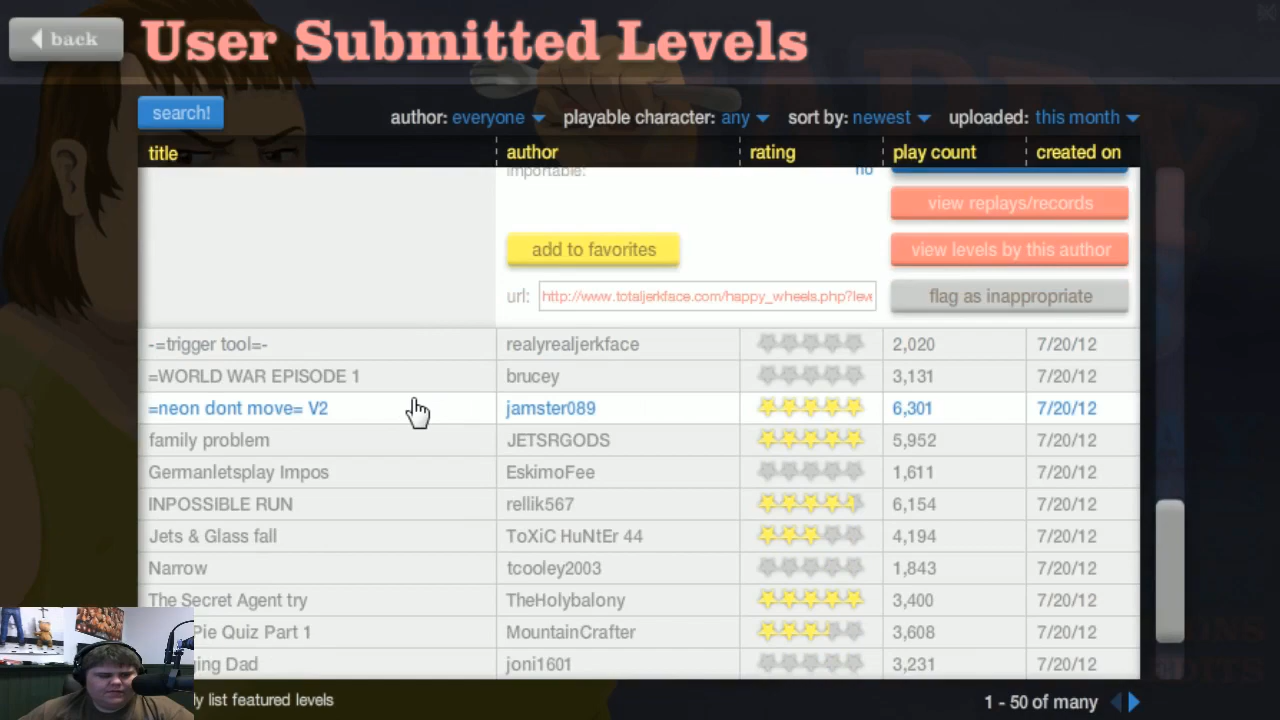 back
User Submitted Levels
search!
author: everyone playable character: any sort by: newest uploaded: this month
title author rating play count created on
importable: no
view replays/records
add to favorites view levels by this author
url: http://www.totaljerkface.com/happy_wheels.php?leve flag as inappropriate
-=trigger tool=- realyrealjerkface 2,020 7/20/12
=WORLD WAR EPISODE 1 brucey 3,131 7/20/12
=neon dont move= V2 jamster089 6,301 7/20/12
family problem JETSRGODS 5,952 7/20/12
Germanletsplay Impos EskimoFee 1,611 7/20/12
INPOSSIBLE RUN rellik567 6,154 7/20/12
Jets & Glass fall ToXiC HuNtEr 44 4,194 7/20/12
Narrow tcooley2003 1,843 7/20/12
The Secret Agent try TheHolybalony 3,400 7/20/12
Pie Quiz Part 1 MountainCrafter 3,608 7/20/12
Dad joni1601 3,231 7/20/12
list featured levels 1 - 50 of many